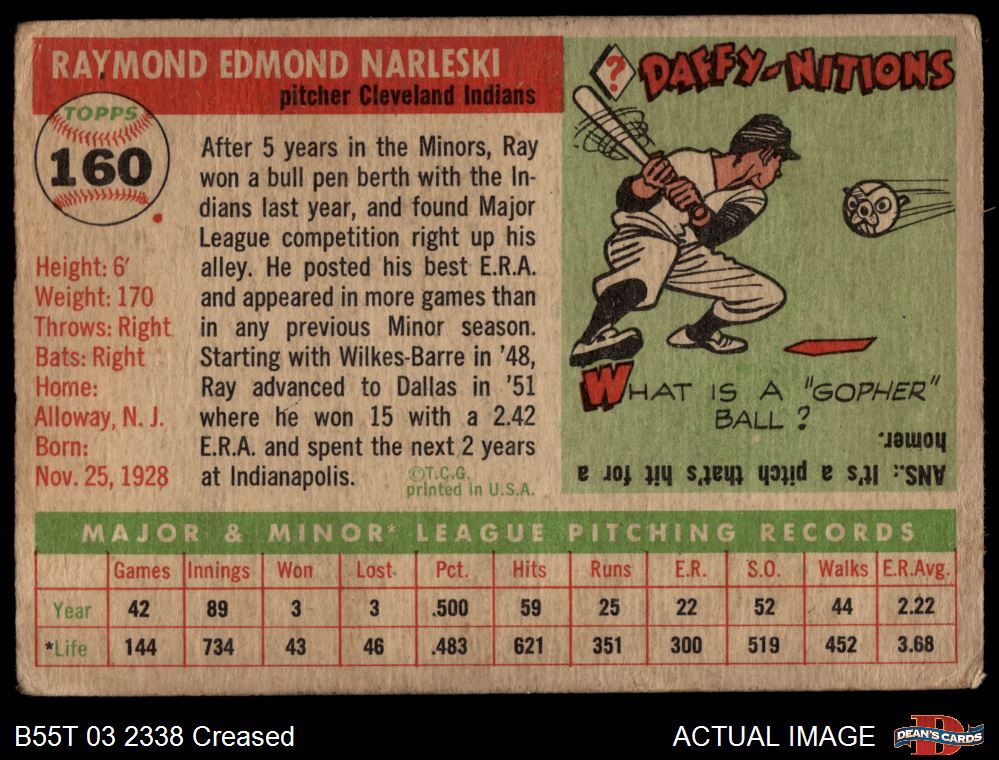 RAYMOND EDMOND NARLESKI
pitcher Cleveland Indians
TOPPS
160
Height: 6'
Weight: 170
Throws: Right
Bats: Right
Home:
Alloway, N. J.
Born:
Nov. 25, 1928
After 5 years in the Minors, Ray
won a bull pen berth with the In-
dians last year, and found Major
League competition right up his
alley. He posted his best E.R.A.
and appeared in more games than
in any previous Minor season.
Starting with Wilkes-Barre in '48,
Ray advanced to Dallas in '51
where he won 15 with a 2.42
E.R.A. and spent the next 2 years
at Indianapolis.
©T.C.G.
printed in U.S.A.
? DAFFY-NITIONS
WHAT IS A "GOPHER"
BALL ?
ANS.: It's a pitch that's hit for a
homer.
MAJOR & MINOR* LEAGUE PITCHING RECORDS
Games Innings Won Lost Pct. Hits Runs E.R. S.O. Walks E.R.Avg.
Year 42 89 3 3 .500 59 25 22 52 44 2.22
*Life 144 734 43 46 .483 621 351 300 519 452 3.68
B55T 03 2338 Creased
ACTUAL IMAGE
D
DEAN'S CARDS